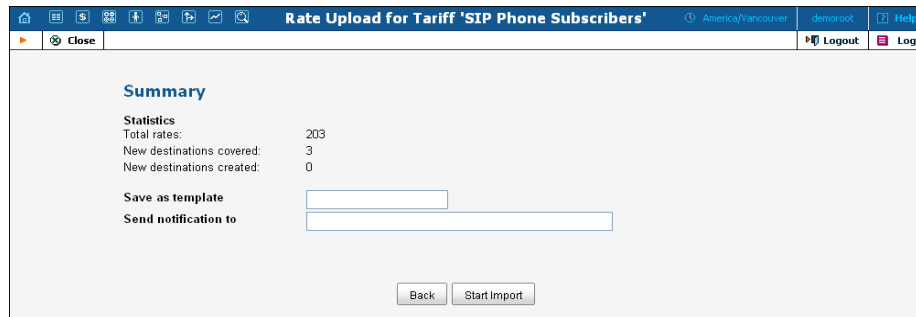 Rate Upload for Tariff 'SIP Phone Subscribers' America/Vancouver demoroot ? Help
Close Logout Log
Summary
Statistics
Total rates: 203
New destinations covered: 3
New destinations created: 0
Save as template
Send notification to
Back Start Import